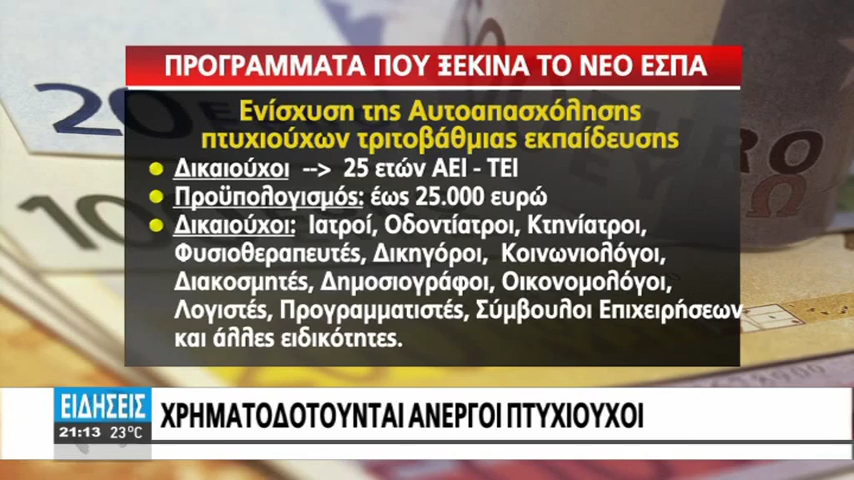 ΠΡΟΓΡΑΜΜΑΤΑ ΠΟΥ ΞΕΚΙΝΑ ΤΟ ΝΕΟ ΕΣΠΑ
Ενίσχυση της Αυτοαπασχόλησης
πτυχιούχων τριτοβάθμιας εκπαίδευσης
Δικαιούχοι --> 25 ετών ΑΕΙ - ΤΕΙ
Προϋπολογισμός: έως 25.000 ευρώ
Δικαιούχοι: Ιατροί, Οδοντίατροι, Κτηνίατροι,
Φυσιοθεραπευτές, Δικηγόροι, Κοινωνιολόγοι,
Διακοσμητές, Δημοσιογράφοι, Οικονομολόγοι,
Λογιστές, Προγραμματιστές, Σύμβουλοι Επιχειρήσεων
και άλλες ειδικότητες.
ΕΙΔΗΣΕΙΣ
21:13 23°C
ΧΡΗΜΑΤΟΔΟΤΟΥΝΤΑΙ ΑΝΕΡΓΟΙ ΠΤΥΧΙΟΥΧΟΙ